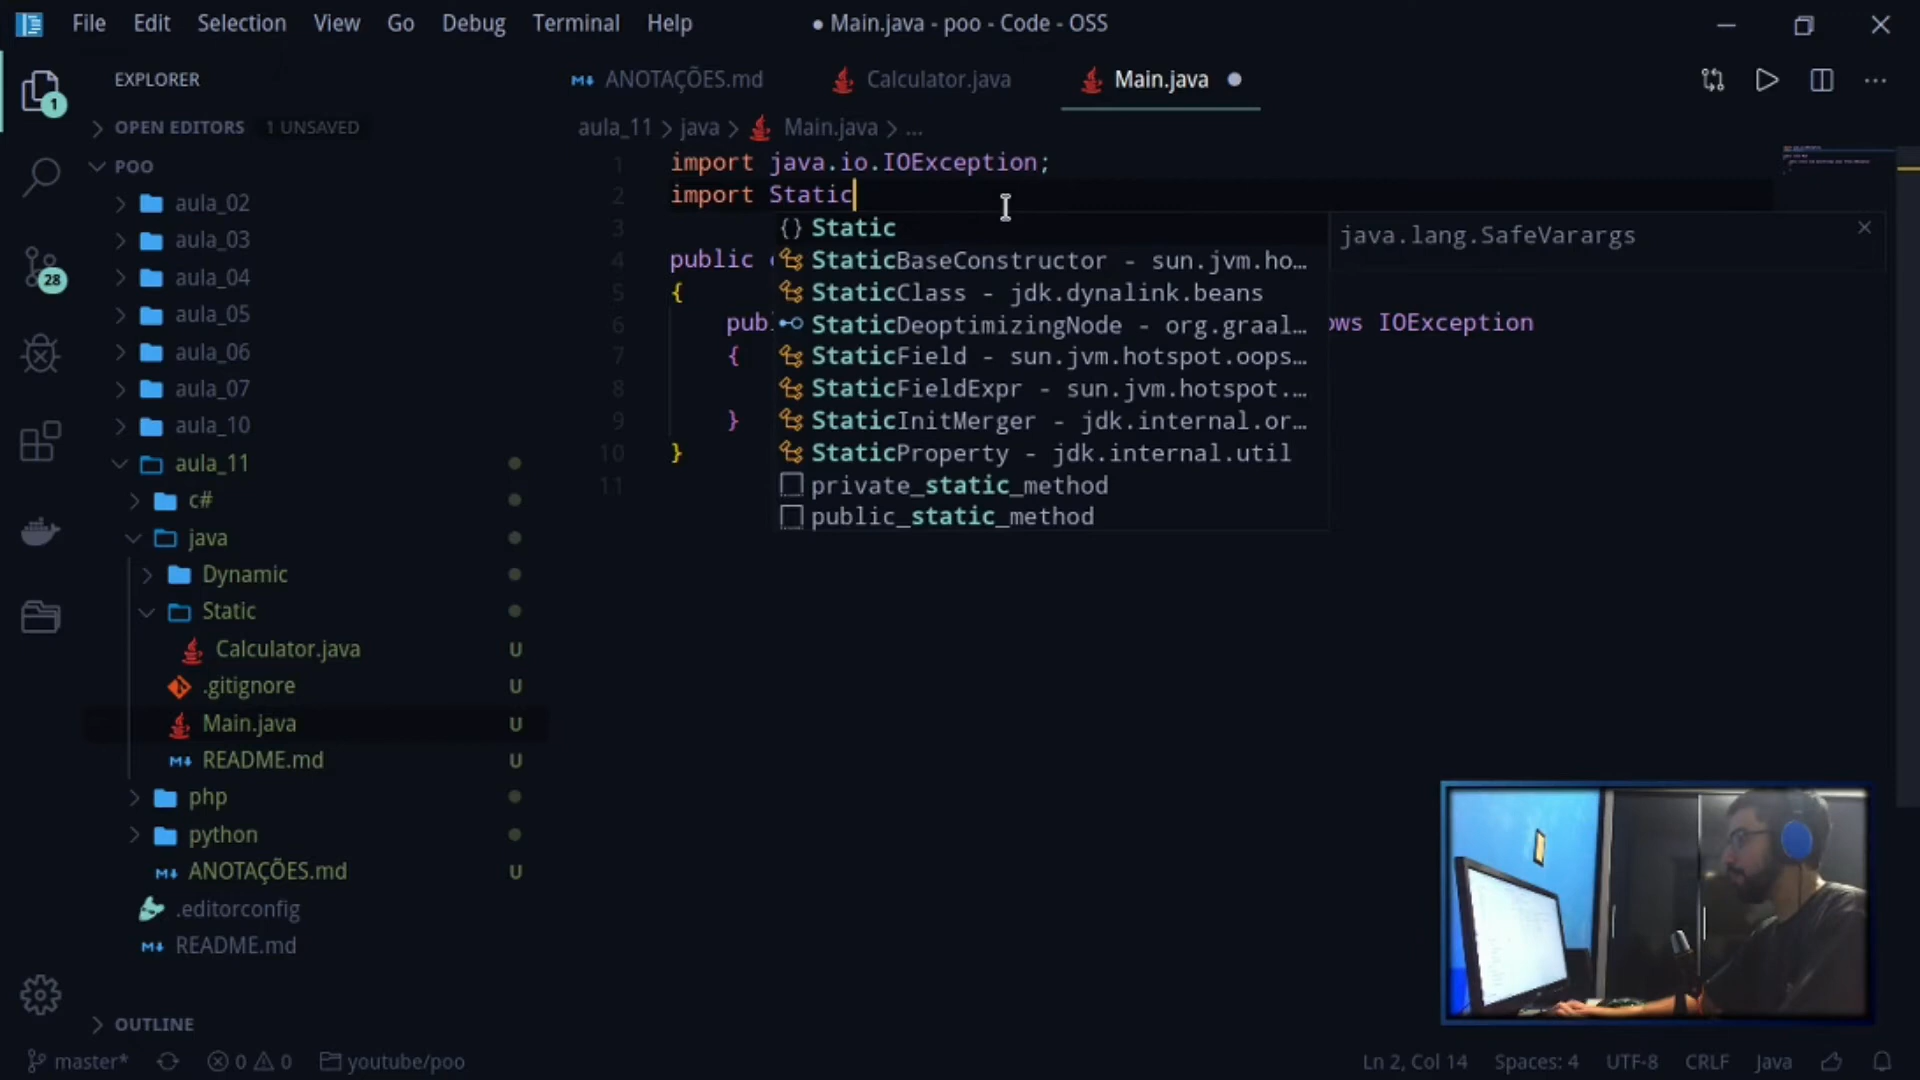 File Edit Selection View Go Debug Terminal Help
● Main.java - poo - Code - OSS
EXPLORER
OPEN EDITORS 1 UNSAVED
POO
aula_02
aula_03
aula_04
aula_05
aula_06
aula_07
aula_10
aula_11
c#
java
Dynamic
Static
Calculator.java U
.gitignore U
Main.java U
README.md U
php
python
ANOTAÇÕES.md U
.editorconfig
README.md
OUTLINE
1
28
ANOTAÇÕES.md Calculator.java Main.java ●
aula_11 > java > Main.java > ...
1 import java.io.IOException;
2 import Static
3
4 public
5 {
6 pub ows IOException
7 {
8
9 }
10 }
11
{} Static
StaticBaseConstructor - sun.jvm.ho…
StaticClass - jdk.dynalink.beans
StaticDeoptimizingNode - org.graal…
StaticField - sun.jvm.hotspot.oops…
StaticFieldExpr - sun.jvm.hotspot.…
StaticInitMerger - jdk.internal.or…
StaticProperty - jdk.internal.util
private_static_method
public_static_method
java.lang.SafeVarargs
master* 0 0 youtube/poo
Ln 2, Col 14 Spaces: 4 UTF-8 CRLF Java